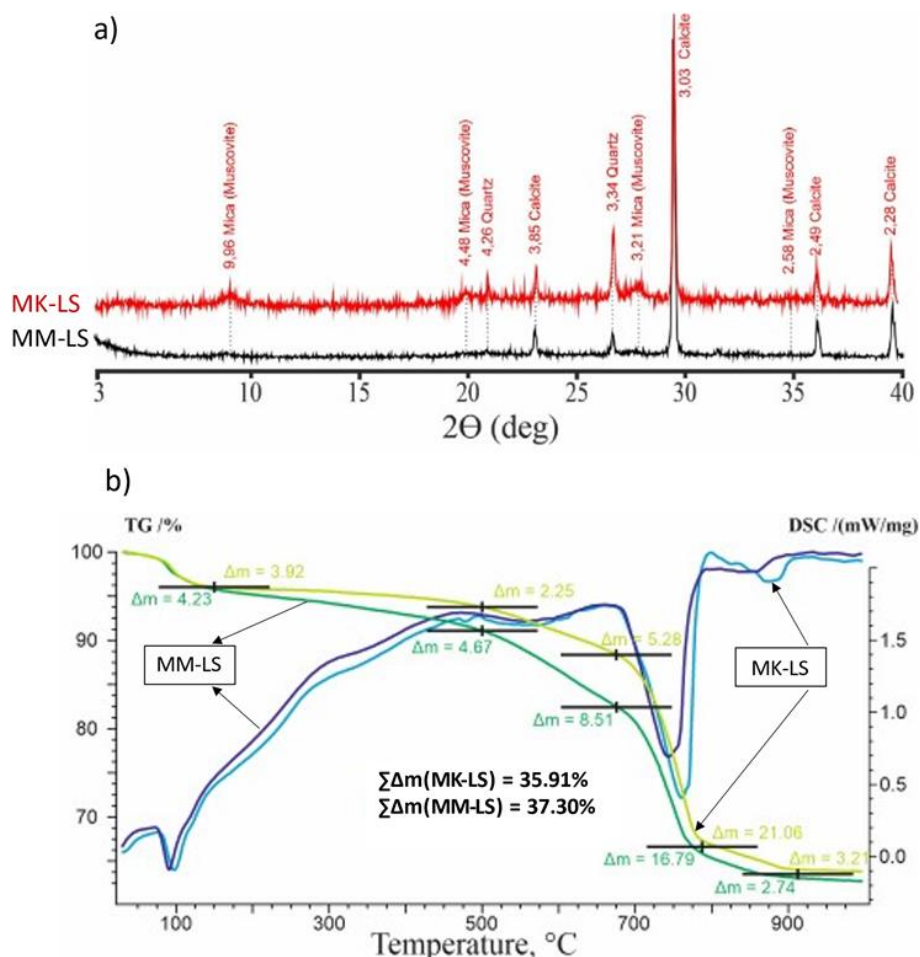 a)
9,96 Mica (Muscovite)
4,48 Mica (Muscovite)
4,26 Quartz
3,85 Calcite
3,34 Quartz
3,21 Mica (Muscovite)
3,03 Calcite
2,58 Mica (Muscovite)
2,49 Calcite
2,28 Calcite
MK-LS
MM-LS
3 10 20 25 30 35 40
2Θ (deg)
b)
TG /%
DSC /(mW/mg)
100
90
80
70
1.5
1.0
0.5
0.0
Δm = 3.92
Δm = 4.23
Δm = 2.25
Δm = 4.67
Δm = 5.28
Δm = 8.51
MM-LS
MK-LS
∑Δm(MK-LS) = 35.91%
∑Δm(MM-LS) = 37.30%
Δm = 21.06
Δm = 16.79
Δm = 3.21
Δm = 2.74
100 300 500 700 900
Temperature, °C